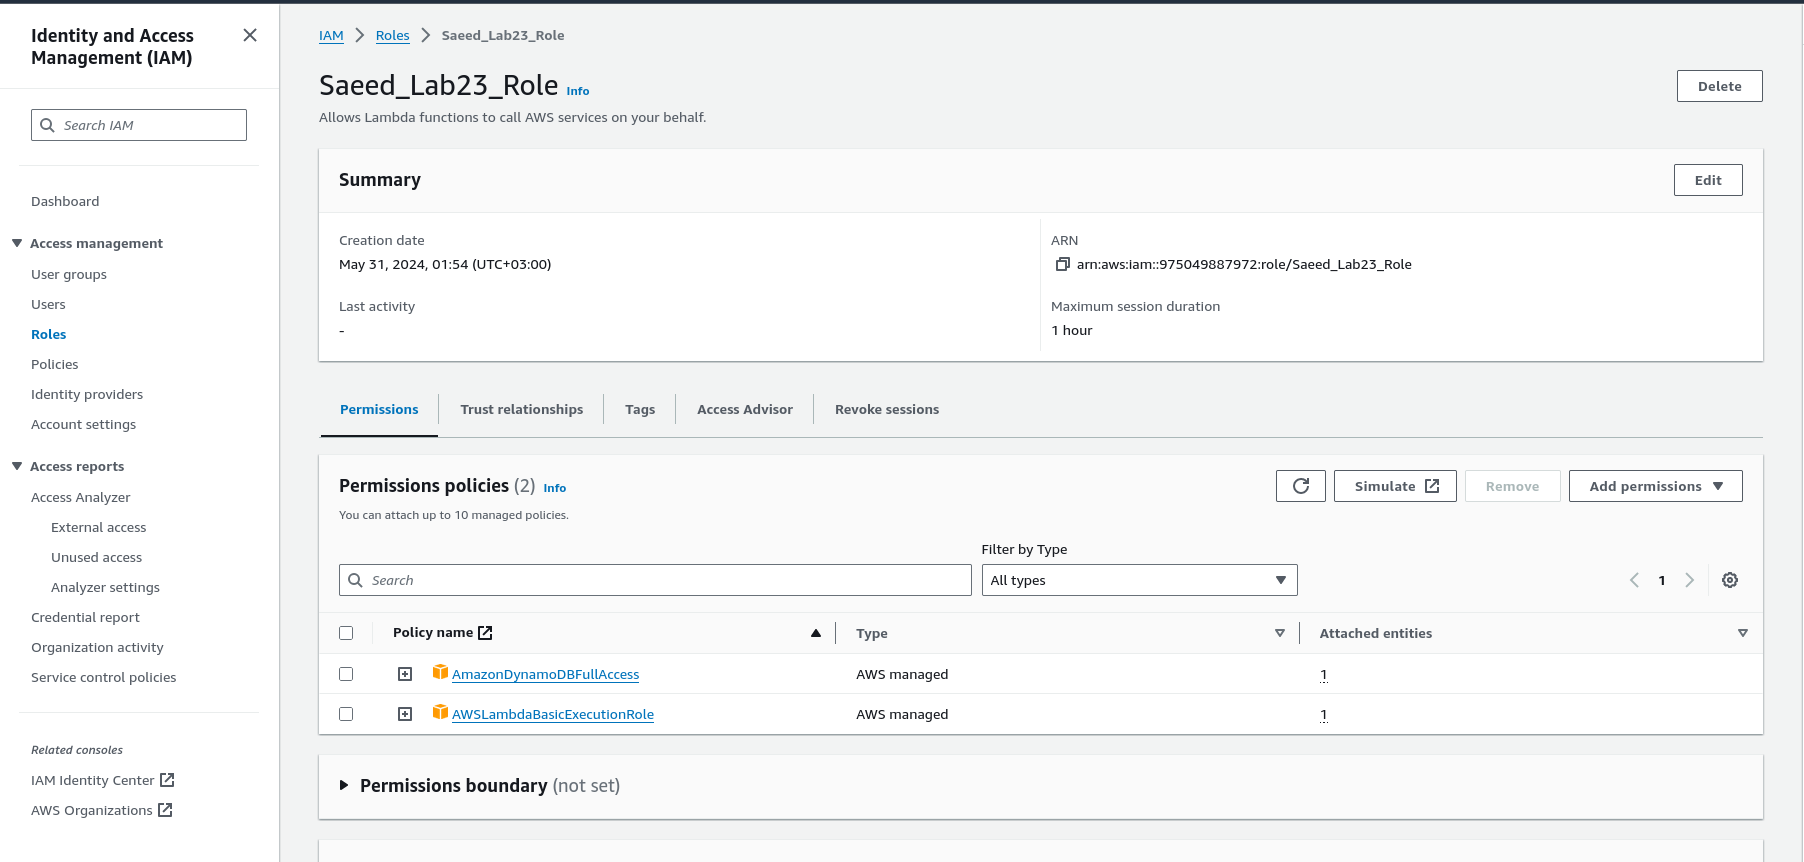 Identity and Access
Management (IAM)
Search IAM
Dashboard
Access management
User groups
Users
Roles
Policies
Identity providers
Account settings
Access reports
Access Analyzer
External access
Unused access
Analyzer settings
Credential report
Organization activity
Service control policies
Related consoles
IAM Identity Center
AWS Organizations
IAM > Roles > Saeed_Lab23_Role
Saeed_Lab23_Role Info
Delete
Allows Lambda functions to call AWS services on your behalf.
Summary
Edit
Creation date
May 31, 2024, 01:54 (UTC+03:00)
ARN
arn:aws:iam::975049887972:role/Saeed_Lab23_Role
Last activity
-
Maximum session duration
1 hour
Permissions Trust relationships Tags Access Advisor Revoke sessions
Permissions policies (2) Info
Simulate Remove Add permissions
You can attach up to 10 managed policies.
Filter by Type
Search All types 1
Policy name Type Attached entities
AmazonDynamoDBFullAccess AWS managed 1
AWSLambdaBasicExecutionRole AWS managed 1
Permissions boundary (not set)